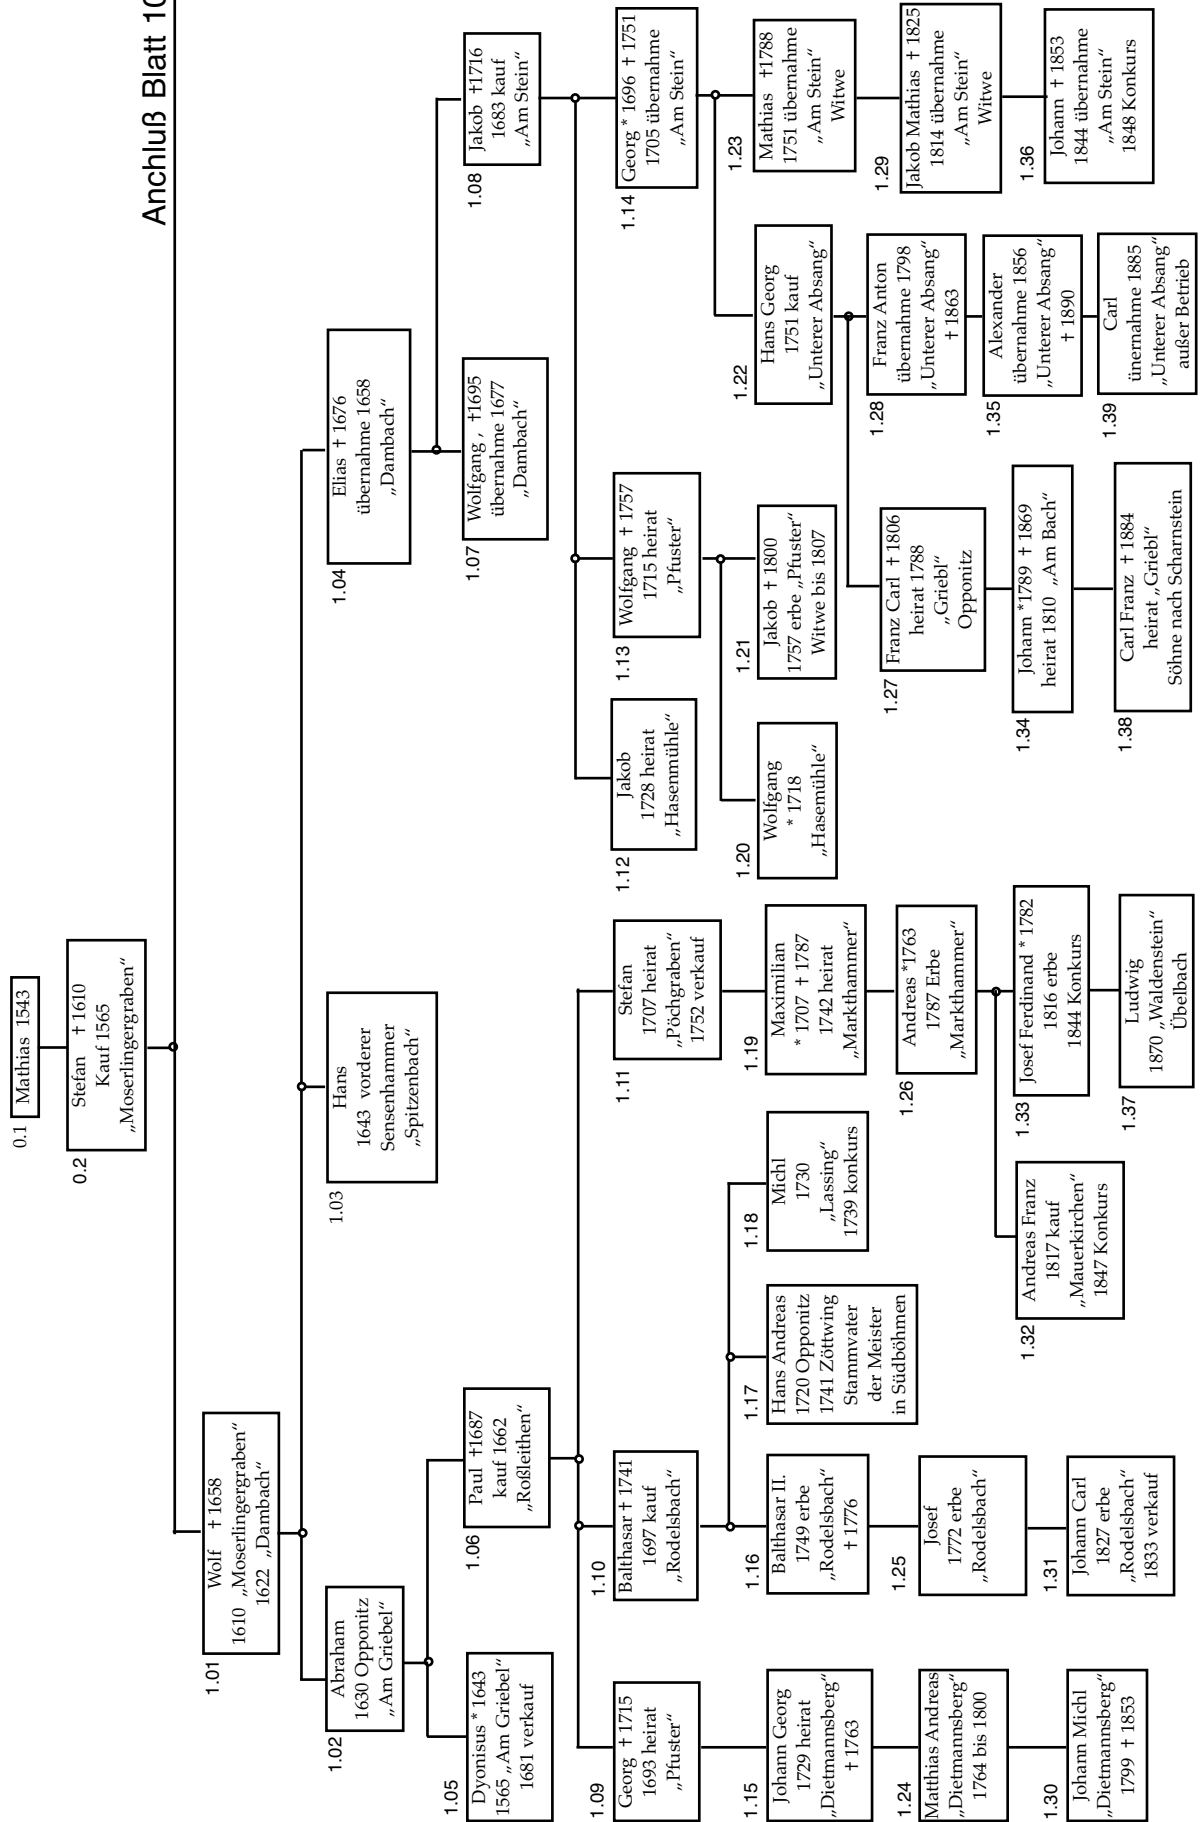 Anchluß Blatt 10
0.1
Mathias 1543
0.2
Stefan † 1610
Kauf 1565
„Moserlingergraben“
1.01
Wolf † 1658
1610 „Moserlingergraben“
1622 „Dambach“
1.02
Abraham
1630 Opponitz
„Am Griebel“
1.03
Hans
1643 vorderer
Sensenhammer
„Spitzenbach“
1.04
Elias † 1676
übernahme 1658
„Dambach“
1.05
Dyonisus * 1643
1565 „Am Griebel“
1681 verkauf
1.06
Paul †1687
kauf 1662
„Roßleithen“
1.07
Wolfgang , †1695
übernahme 1677
„Dambach“
1.08
Jakob †1716
1683 kauf
„Am Stein“
1.09
Georg † 1715
1693 heirat
„Pfuster“
1.10
Balthasar † 1741
1697 kauf
„Rodelsbach“
1.11
Stefan
1707 heirat
„Pöchgraben“
1752 verkauf
1.12
Jakob
1728 heirat
„Hasenmühle“
1.13
Wolfgang † 1757
1715 heirat
„Pfuster“
1.14
Georg * 1696 † 1751
1705 übernahme
„Am Stein“
1.15
Johann Georg
1729 heirat
„Dietmannsberg“
† 1763
1.16
Balthasar II.
1749 erbe
„Rodelsbach“
† 1776
1.17
Hans Andreas
1720 Opponitz
1741 Zöttwing
Stammvater
der Meister
in Südböhmen
1.18
Michl
1730
„Lassing“
1739 konkurs
1.19
Maximilian
* 1707 † 1787
1742 heirat
„Markthammer“
1.20
Wolfgang
* 1718
„Hasemühle“
1.21
Jakob † 1800
1757 erbe „Pfuster“
Witwe bis 1807
1.22
Hans Georg
1751 kauf
„Unterer Absang“
1.23
Mathias †1788
1751 übernahme
„Am Stein“
Witwe
1.24
Matthias Andreas
„Dietmannsberg“
1764 bis 1800
1.25
Josef
1772 erbe
„Rodelsbach“
1.26
Andreas *1763
1787 Erbe
„Markthammer“
1.27
Franz Carl † 1806
heirat 1788
„Griebl“
Opponitz
1.28
Franz Anton
übernahme 1798
„Unterer Absang“
† 1863
1.29
Jakob Mathias † 1825
1814 übernahme
„Am Stein“
Witwe
1.30
Johann Michl
„Dietmannsberg“
1799 † 1853
1.31
Johann Carl
1827 erbe
„Rodelsbach“
1833 verkauf
1.32
Andreas Franz
1817 kauf
„Mauerkirchen“
1847 Konkurs
1.33
Josef Ferdinand * 1782
1816 erbe
1844 Konkurs
1.34
Johann *1789 † 1869
heirat 1810 „Am Bach“
1.35
Alexander
übernahme 1856
„Unterer Absang“
† 1890
1.36
Johann † 1853
1844 übernahme
„Am Stein“
1848 Konkurs
1.37
Ludwig
1870 „Waldenstein“
Übelbach
1.38
Carl Franz † 1884
heirat „Griebl“
Söhne nach Scharnstein
1.39
Carl
ünernahme 1885
„Unterer Absang“
außer Betrieb